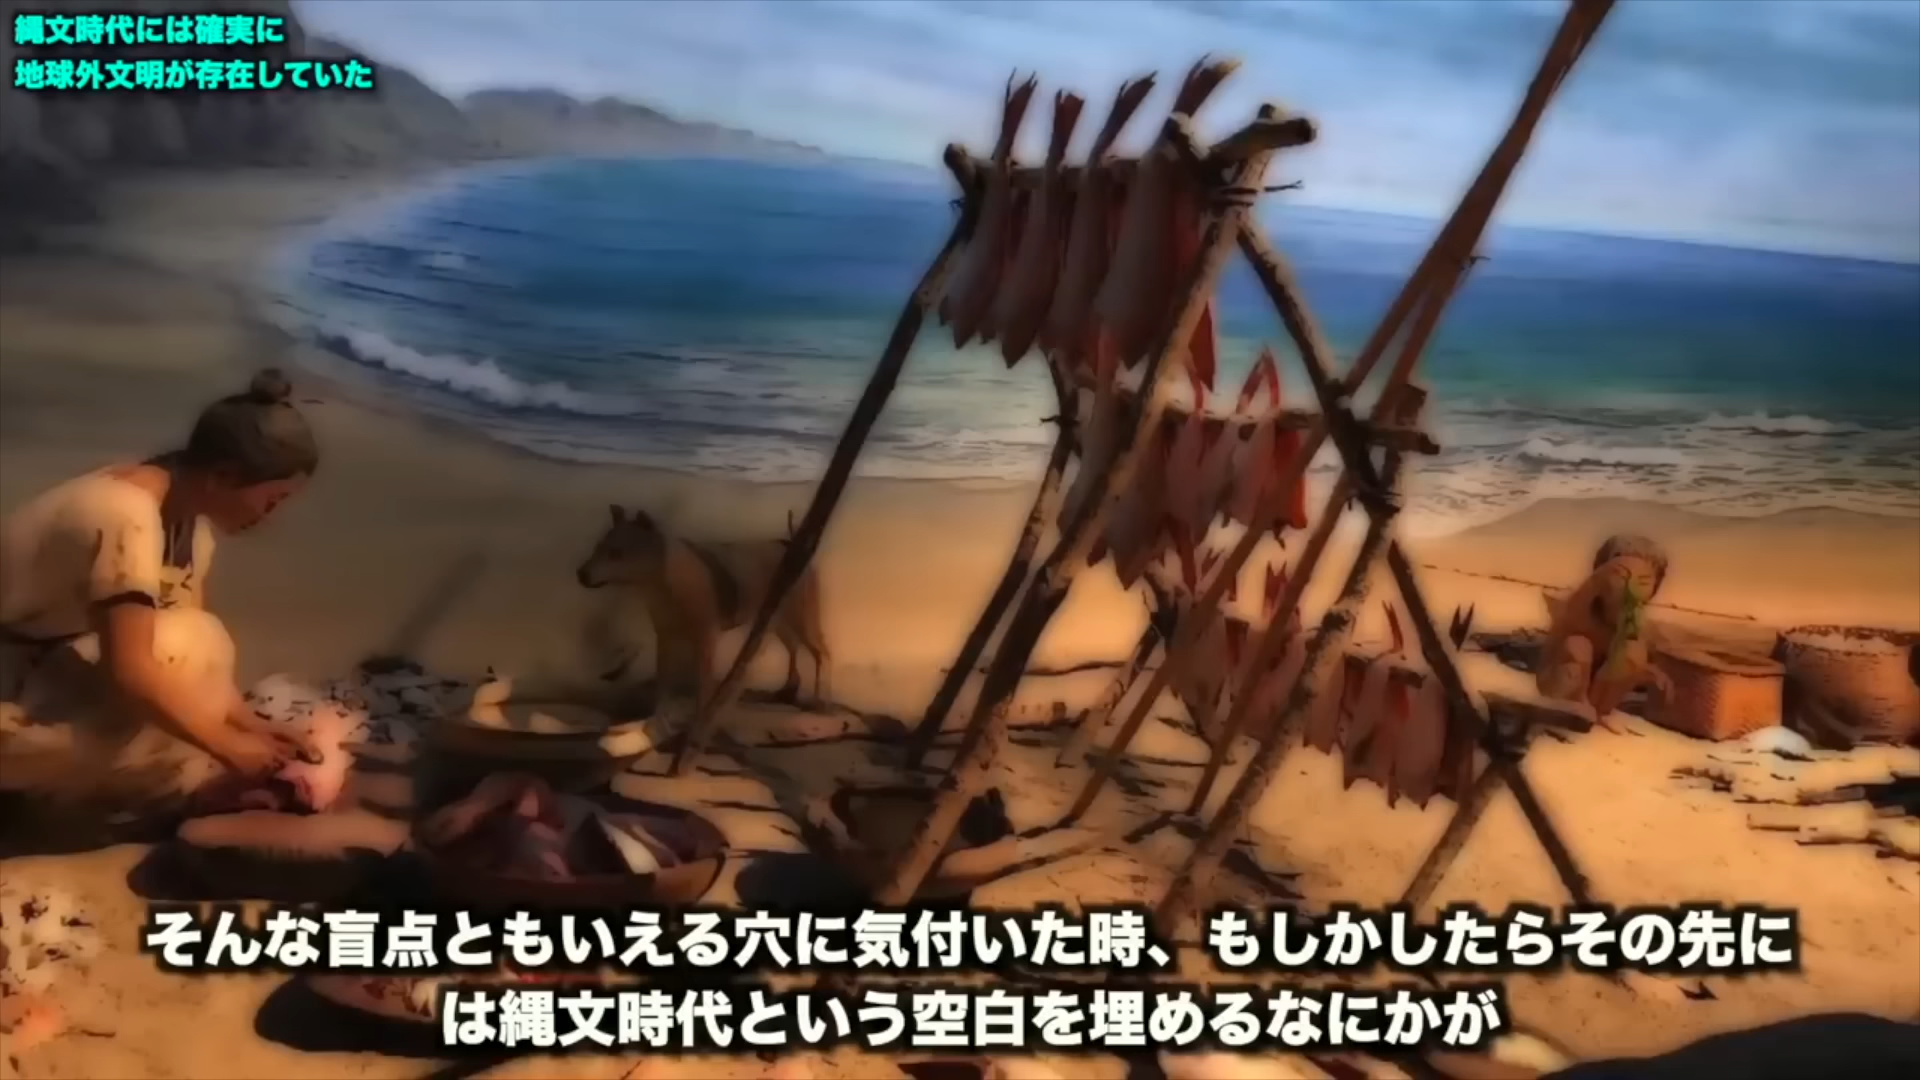 縄文時代には確実に
地球外文明が存在していた
そんな盲点ともいえる穴に気付いた時、もしかしたらその先に
は縄文時代という空白を埋めるなにかが